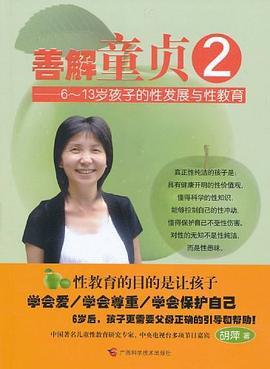 善解童贞2
——6～13岁孩子的性发展与性教育
真正性纯洁的孩子是：
具有健康开明的性价值观，
懂得科学的性知识，
能够控制自己的性冲动，
懂得保护自己不受性伤害。
对性的无知不是性纯洁，
而是性愚昧。
性教育的目的是让孩子
学会爱/学会尊重/学会保护自己
6岁后，孩子更需要父母正确的引导和帮助！
中国著名儿童性教育研究专家、中央电视台多项节目嘉宾 胡萍 著
广西科学技术出版社